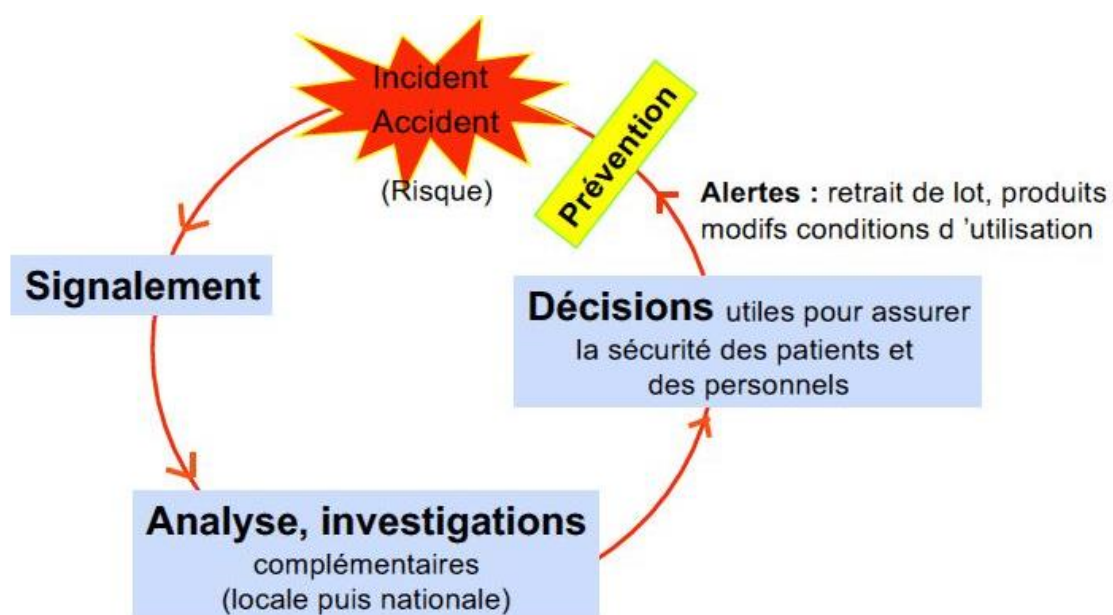 Incident
Accident
(Risque)
Prévention
Alertes : retrait de lot, produits
modifs conditions d ’utilisation
Signalement
Décisions utiles pour assurer
la sécurité des patients et
des personnels
Analyse, investigations
complémentaires
(locale puis nationale)